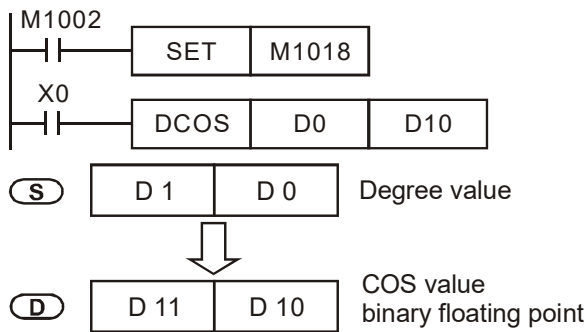 M1002
SET M1018
X0
DCOS D0 D10
S D 1 D 0 Degree value
COS value
D D 11 D 10
binary floating point